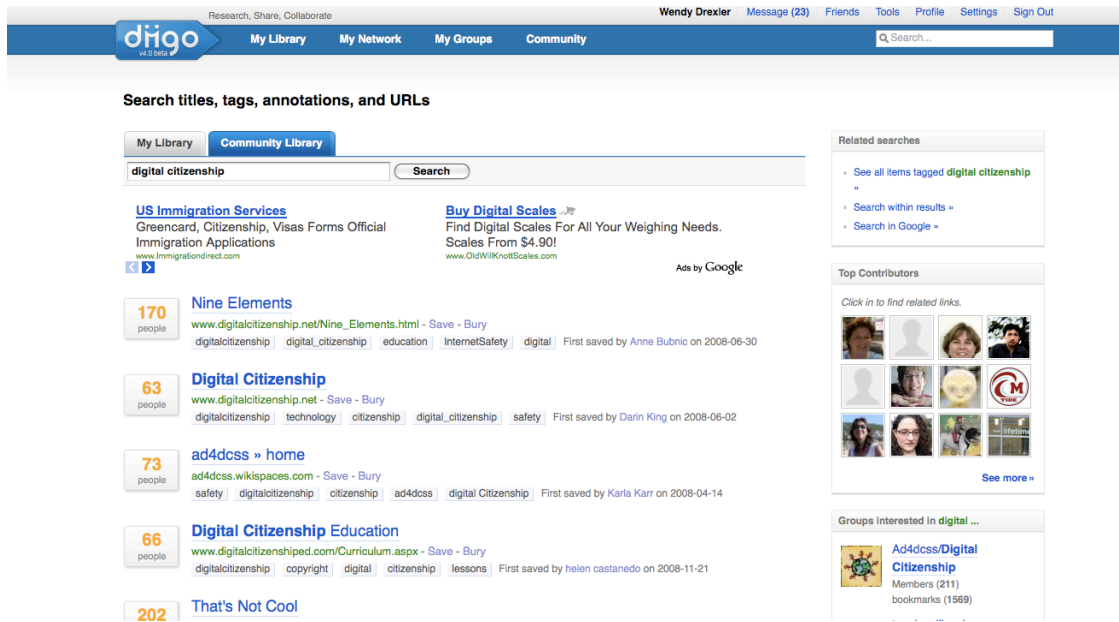 Research, Share, Collaborate
Wendy Drexler Message (23) Friends Tools Profile Settings Sign Out
diigo
v4.0 beta
My Library My Network My Groups Community
Search...
Search titles, tags, annotations, and URLs
My Library Community Library
digital citizenship Search
US Immigration Services
Greencard, Citizenship, Visas Forms Official
Immigration Applications
www.Immigrationdirect.com
Buy Digital Scales
Find Digital Scales For All Your Weighing Needs.
Scales From $4.90!
www.OldWillKnottScales.com
Ads by Google
170
people
Nine Elements
www.digitalcitizenship.net/Nine_Elements.html - Save - Bury
digitalcitizenship digital_citizenship education InternetSafety digital First saved by Anne Bubnic on 2008-06-30
63
people
Digital Citizenship
www.digitalcitizenship.net - Save - Bury
digitalcitizenship technology citizenship digital_citizenship safety First saved by Darin King on 2008-06-02
73
people
ad4dcss » home
ad4dcss.wikispaces.com - Save - Bury
safety digitalcitizenship citizenship ad4dcss digital Citizenship First saved by Karla Karr on 2008-04-14
66
people
Digital Citizenship Education
www.digitalcitizenshiped.com/Curriculum.aspx - Save - Bury
digitalcitizenship copyright digital citizenship lessons First saved by helen castanedo on 2008-11-21
202
That's Not Cool
Related searches
See all items tagged digital citizenship
»
Search within results »
Search in Google »
Top Contributors
Click in to find related links.
CM
lifetime
See more »
Groups interested in digital ...
Ad4dcss/Digital
Citizenship
Members (211)
bookmarks (1569)